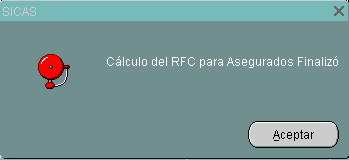 SICAS
Cálculo del RFC para Asegurados Finalizó
Aceptar